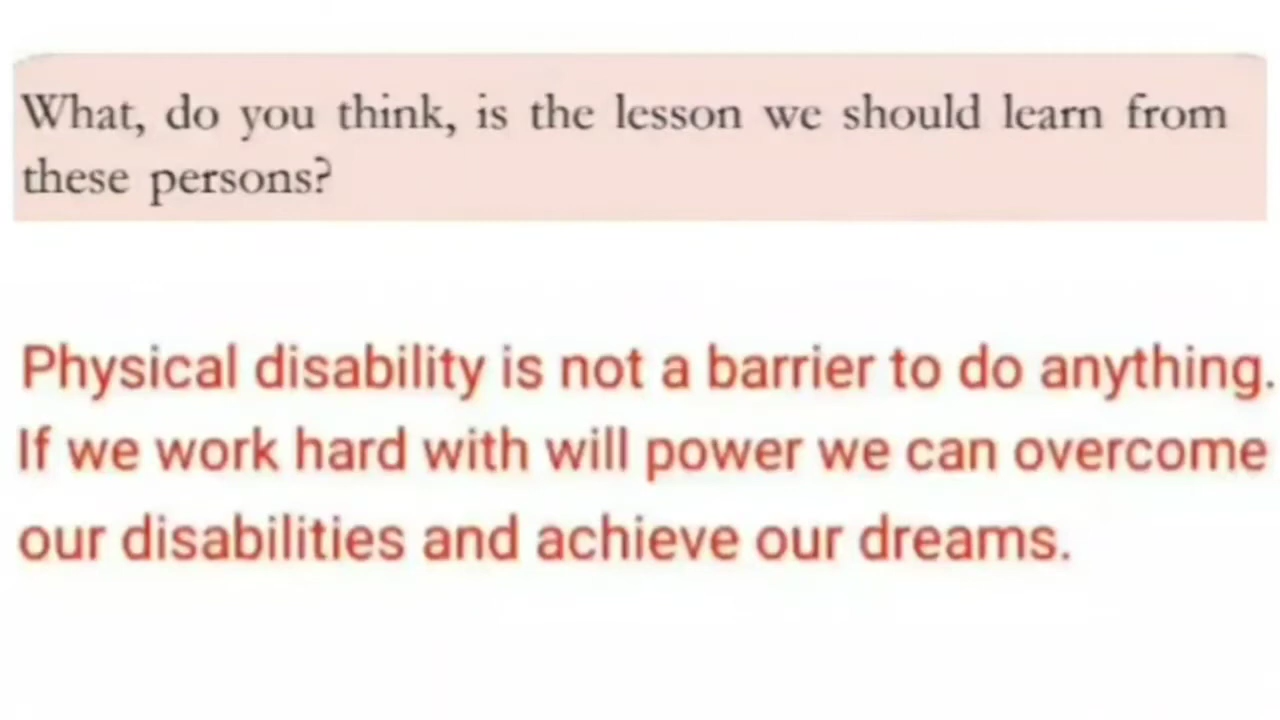 What, do you think, is the lesson we should learn from
these persons?
Physical disability is not a barrier to do anything.
If we work hard with will power we can overcome
our disabilities and achieve our dreams.